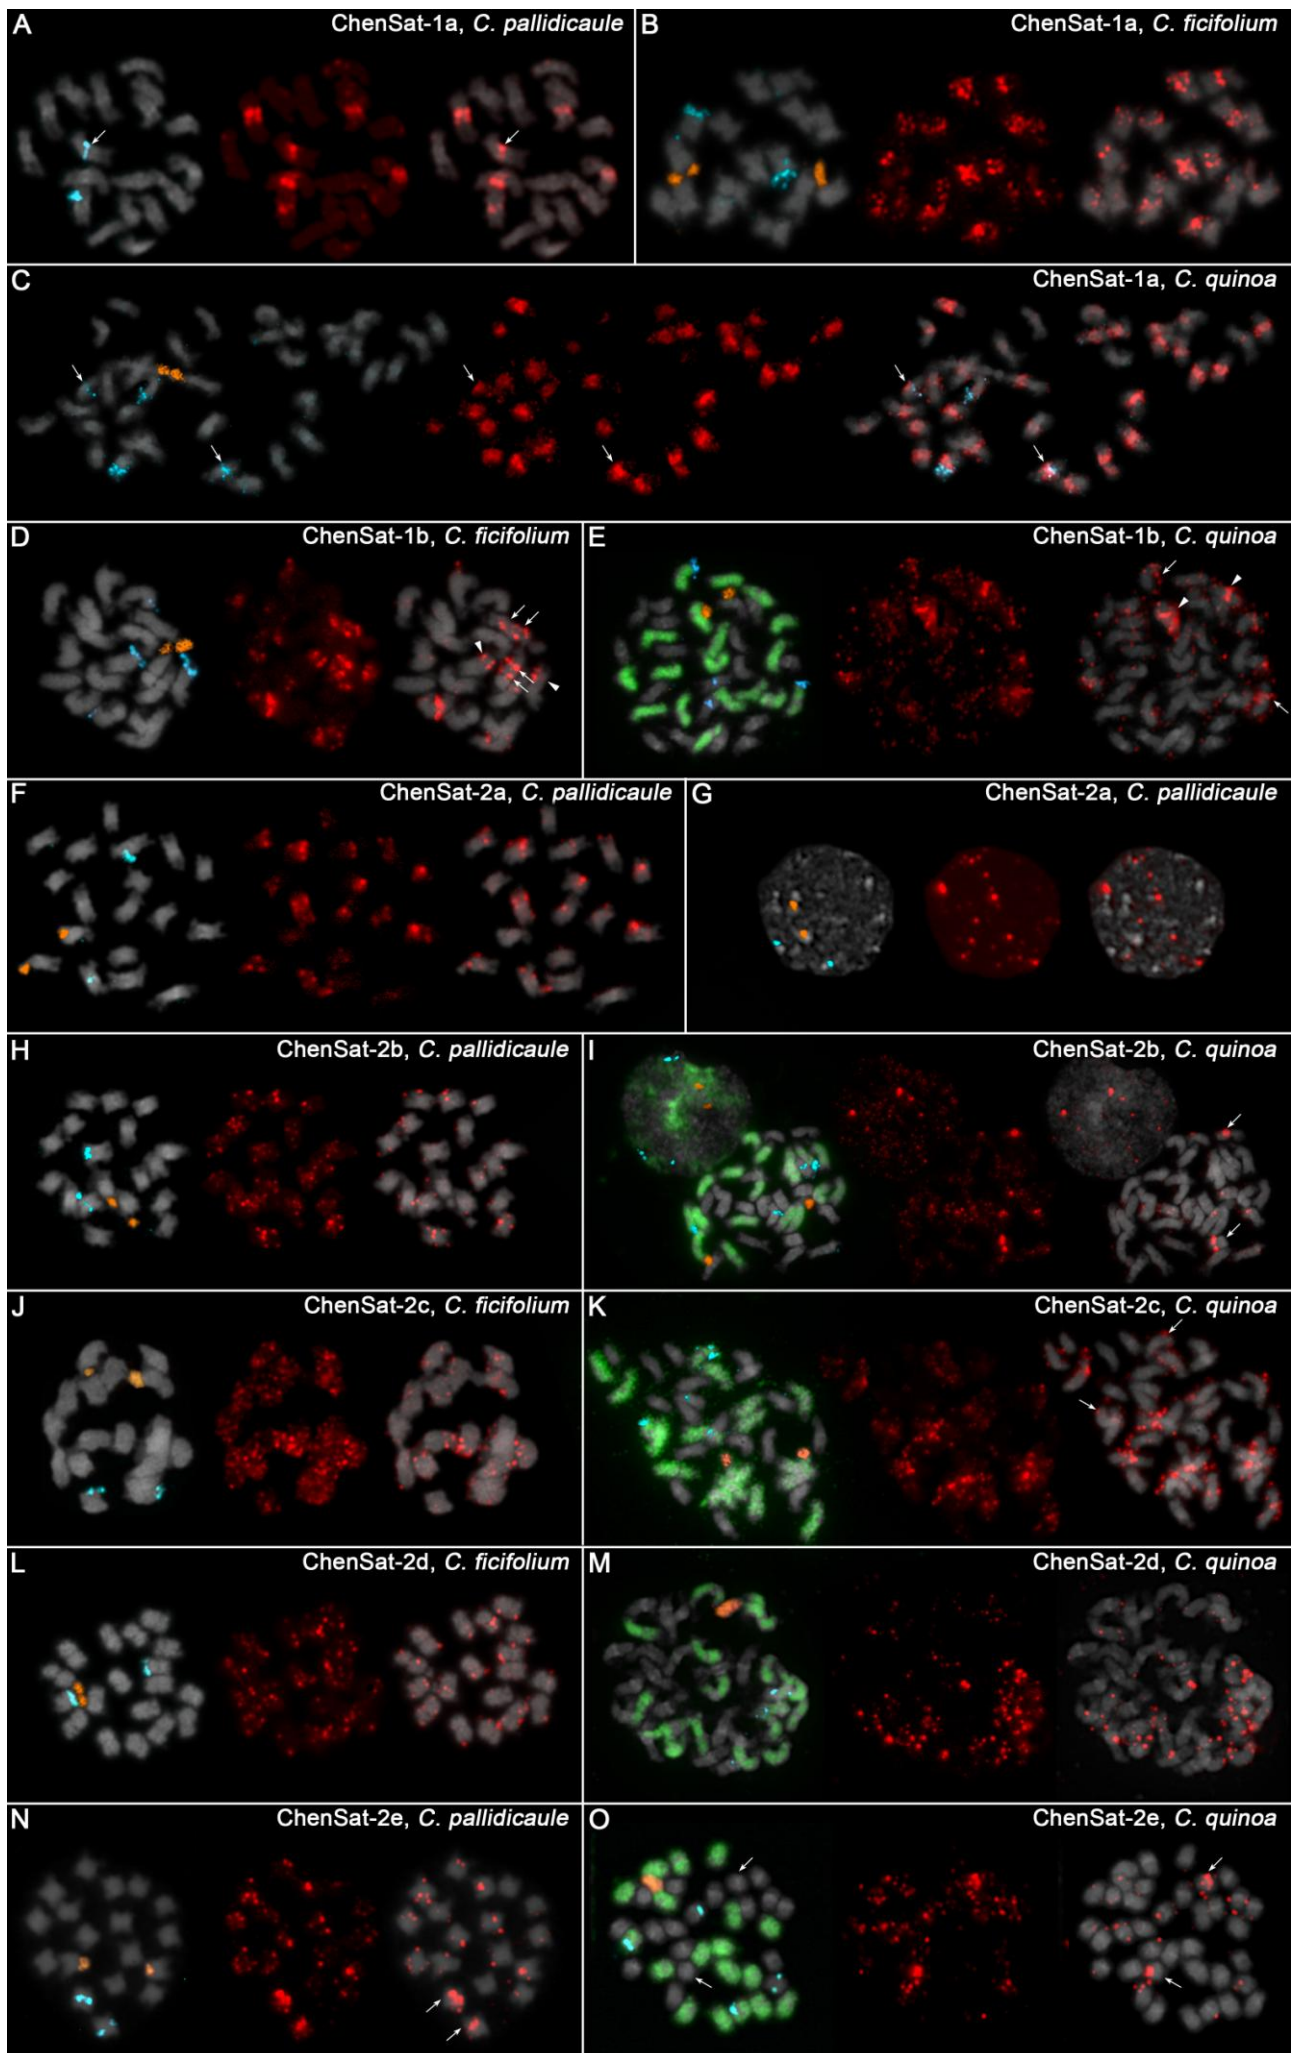 A ChenSat-1a, C. pallidicaule
B ChenSat-1a, C. ficifolium
C ChenSat-1a, C. quinoa
D ChenSat-1b, C. ficifolium
E ChenSat-1b, C. quinoa
F ChenSat-2a, C. pallidicaule
G ChenSat-2a, C. pallidicaule
H ChenSat-2b, C. pallidicaule
I ChenSat-2b, C. quinoa
J ChenSat-2c, C. ficifolium
K ChenSat-2c, C. quinoa
L ChenSat-2d, C. ficifolium
M ChenSat-2d, C. quinoa
N ChenSat-2e, C. pallidicaule
O ChenSat-2e, C. quinoa